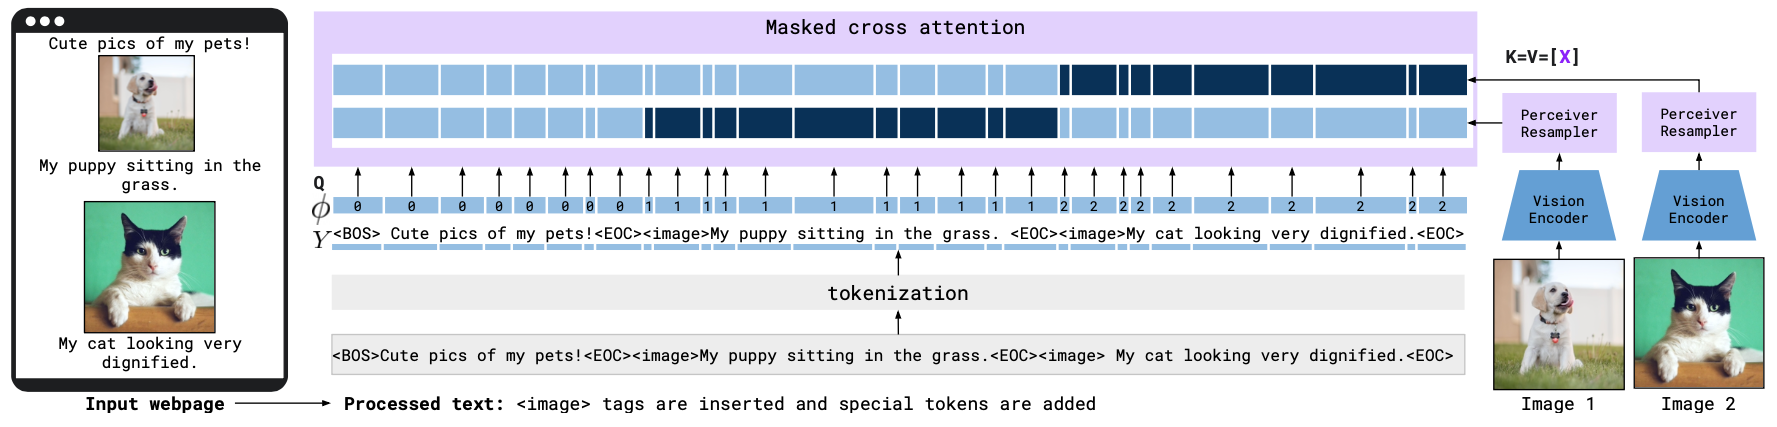 Cute pics of my pets!
My puppy sitting in the
grass.
My cat looking very
dignified.
Input webpage
Masked cross attention
K=V=[X]
Perceiver
Resampler
Perceiver
Resampler
Q
ϕ 0 0 0 0 0 0 0 0 1 1 1 1 1 1 1 1 1 1 1 2 2 2 2 2 2 2 2 2 2
Y <BOS> Cute pics of my pets!<EOC><image>My puppy sitting in the grass. <EOC><image>My cat looking very dignified.<EOC>
Vision
Encoder
Vision
Encoder
tokenization
<BOS>Cute pics of my pets!<EOC><image>My puppy sitting in the grass.<EOC><image> My cat looking very dignified.<EOC>
Processed text: <image> tags are inserted and special tokens are added
Image 1
Image 2